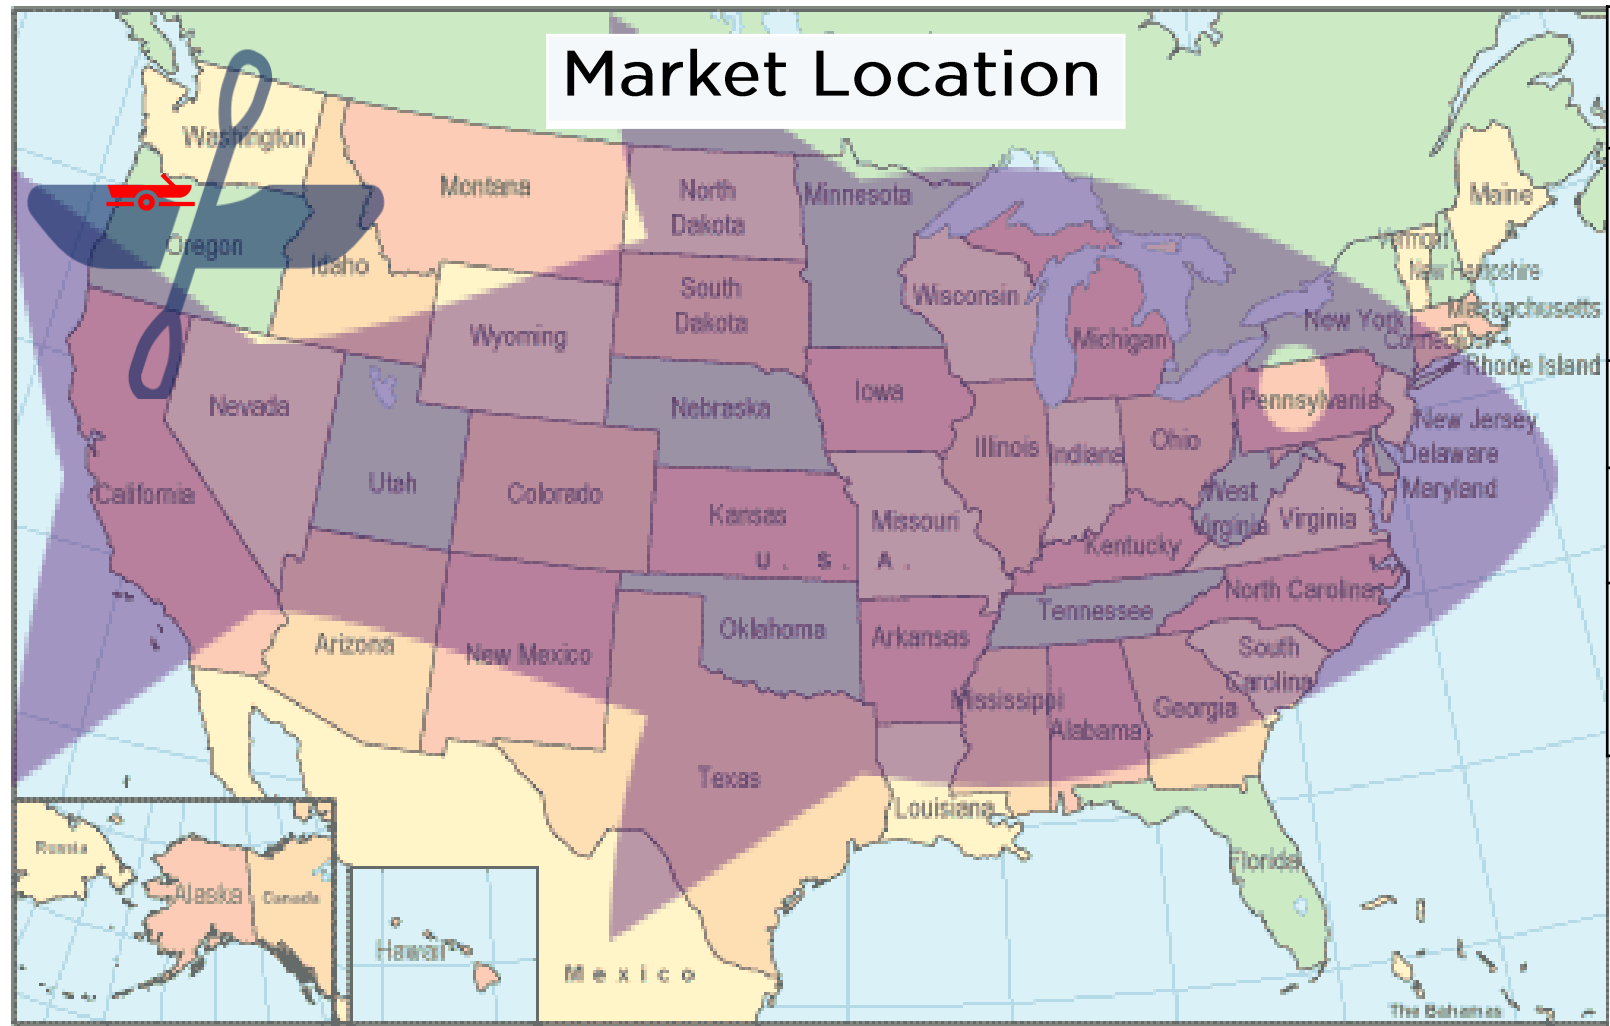 Market Location
Washington
Montana
North
Dakota
Minnesota
Maine
Vermont
Oregon
Idaho
New Hampshire
South
Dakota
Wisconsin
Massachusetts
Wyoming
Michigan
New York
Connecticut
Rhode Island
Nevada
Nebraska
Iowa
Pennsylvania
New Jersey
Utah
Colorado
Illinois
Indiana
Ohio
Delaware
California
Kansas
Missouri
West
Virginia
Virginia
Maryland
U. S. A.
Kentucky
Arizona
New Mexico
Oklahoma
Arkansas
Tennessee
North Carolina
South
Carolina
Mississippi
Alabama
Georgia
Texas
Louisiana
Florida
Russia
Alaska
Canada
Hawaii
Mexico
The Bahamas